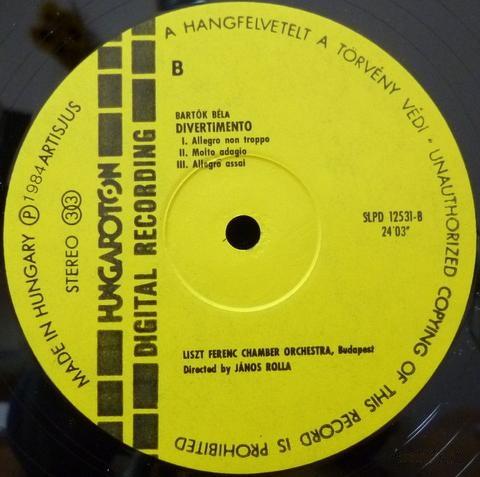 A HANGFELVETELT A TÖRVÉNY VÉDI · UNAUTHORIZED COPYING OF THIS RECORD IS PROHIBITED
MADE IN HUNGARY Ⓟ 1984 ARTISJUS
STEREO 33
HUNGAROTON
DIGITAL RECORDING
B
BARTÓK BÉLA
DIVERTIMENTO
I. Allegro non troppo
II. Molto adagio
III. Allegro assai
SLPD 12531-B
24'03"
LISZT FERENC CHAMBER ORCHESTRA, Budapest
Directed by JÁNOS ROLLA